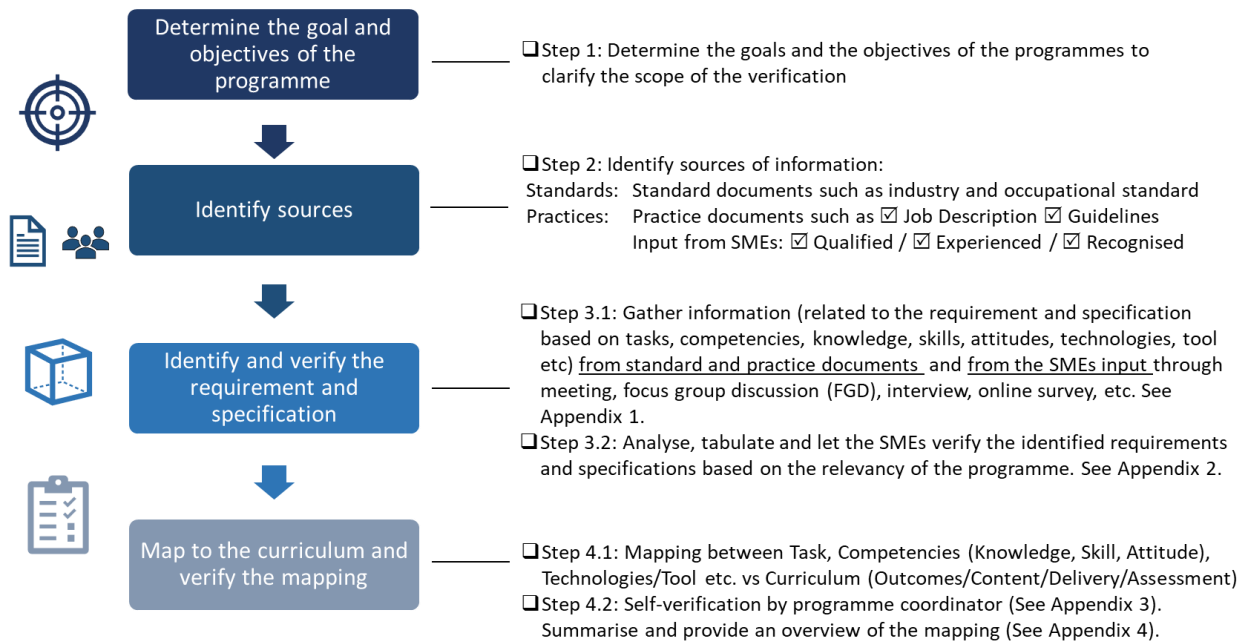 Determine the goal and
objectives of the
programme
❑Step 1: Determine the goals and the objectives of the programmes to
clarify the scope of the verification
Identify sources
❑Step 2: Identify sources of information:
Standards: Standard documents such as industry and occupational standard
Practices: Practice documents such as ☑ Job Description ☑ Guidelines
Input from SMEs: ☑ Qualified / ☑ Experienced / ☑ Recognised
Identify and verify the
requirement and
specification
❑Step 3.1: Gather information (related to the requirement and specification
based on tasks, competencies, knowledge, skills, attitudes, technologies, tool
etc) from standard and practice documents and from the SMEs input through
meeting, focus group discussion (FGD), interview, online survey, etc. See
Appendix 1.
❑Step 3.2: Analyse, tabulate and let the SMEs verify the identified requirements
and specifications based on the relevancy of the programme. See Appendix 2.
Map to the curriculum and
verify the mapping
❑Step 4.1: Mapping between Task, Competencies (Knowledge, Skill, Attitude),
Technologies/Tool etc. vs Curriculum (Outcomes/Content/Delivery/Assessment)
❑Step 4.2: Self-verification by programme coordinator (See Appendix 3).
Summarise and provide an overview of the mapping (See Appendix 4).